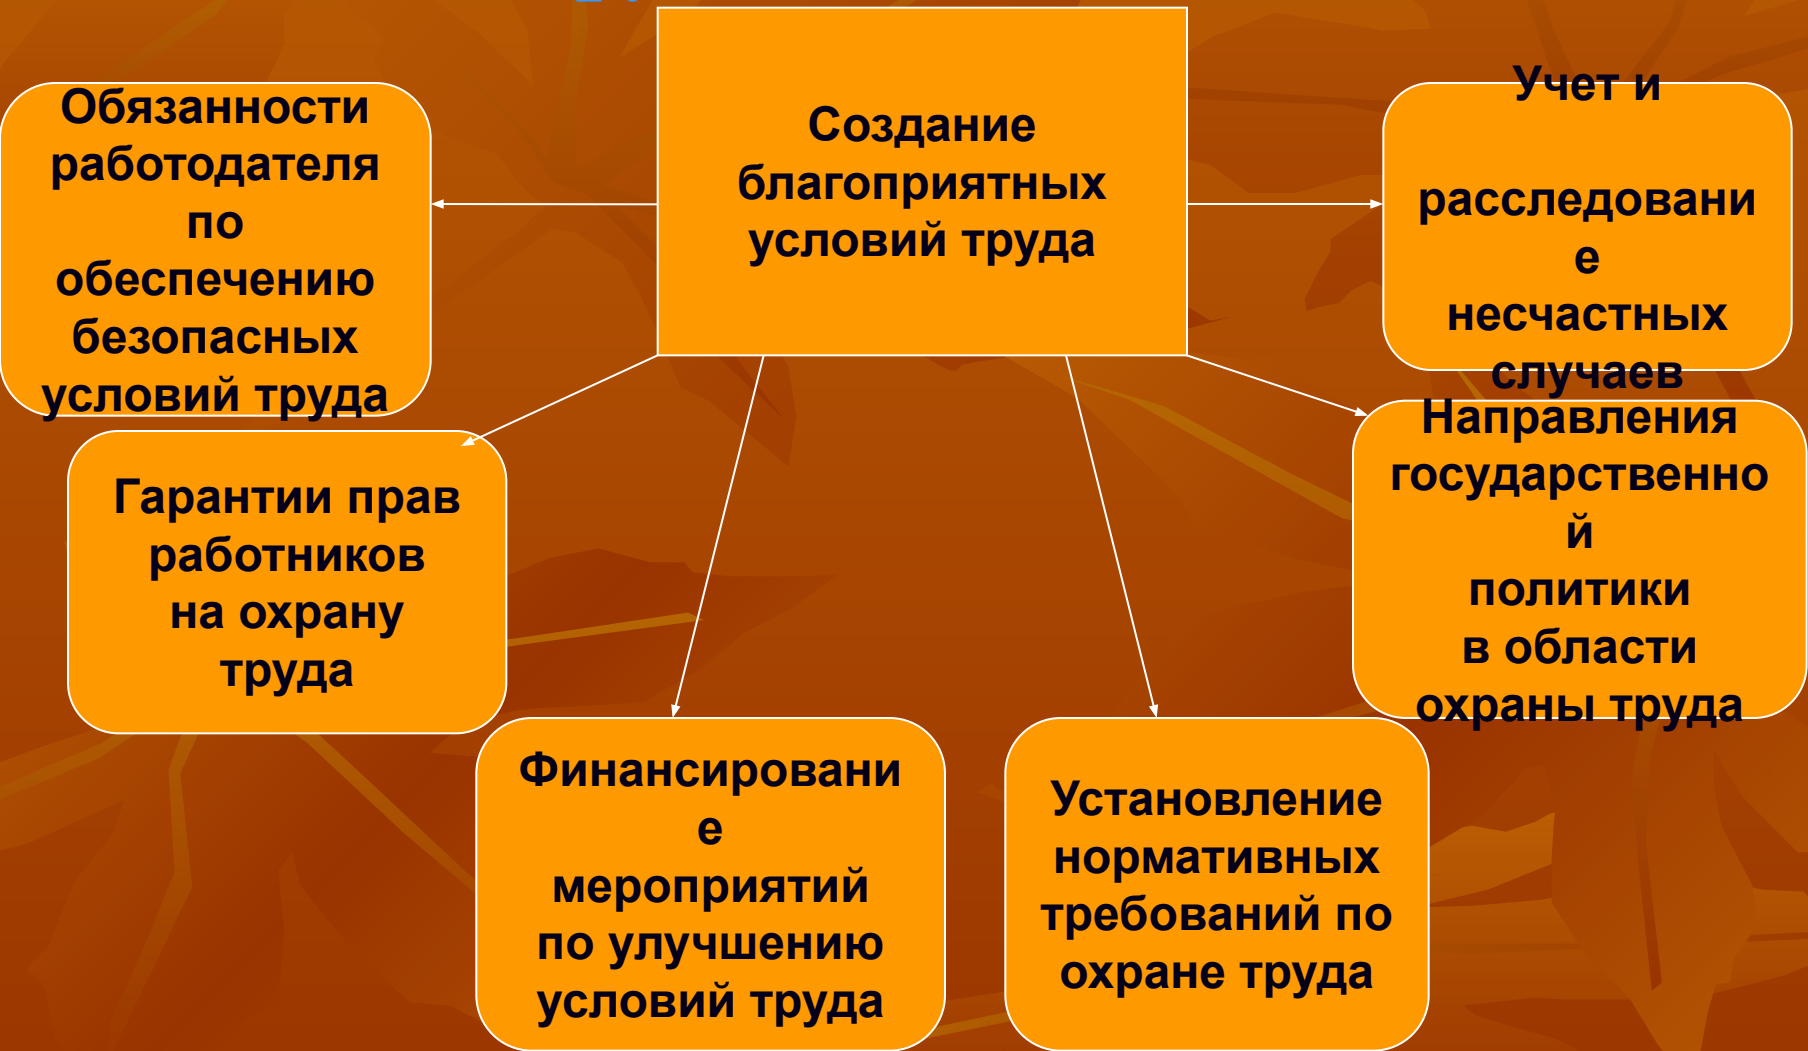 Создание
благоприятных
условий труда
Обязанности
работодателя
по
обеспечению
безопасных
условий труда
Гарантии прав
работников
на охрану
труда
Финансировани
е
мероприятий
по улучшению
условий труда
Установление
нормативных
требований по
охране труда
Направления
государственно
й
политики
в области
охраны труда
Учет и
расследовани
е
несчастных
случаев